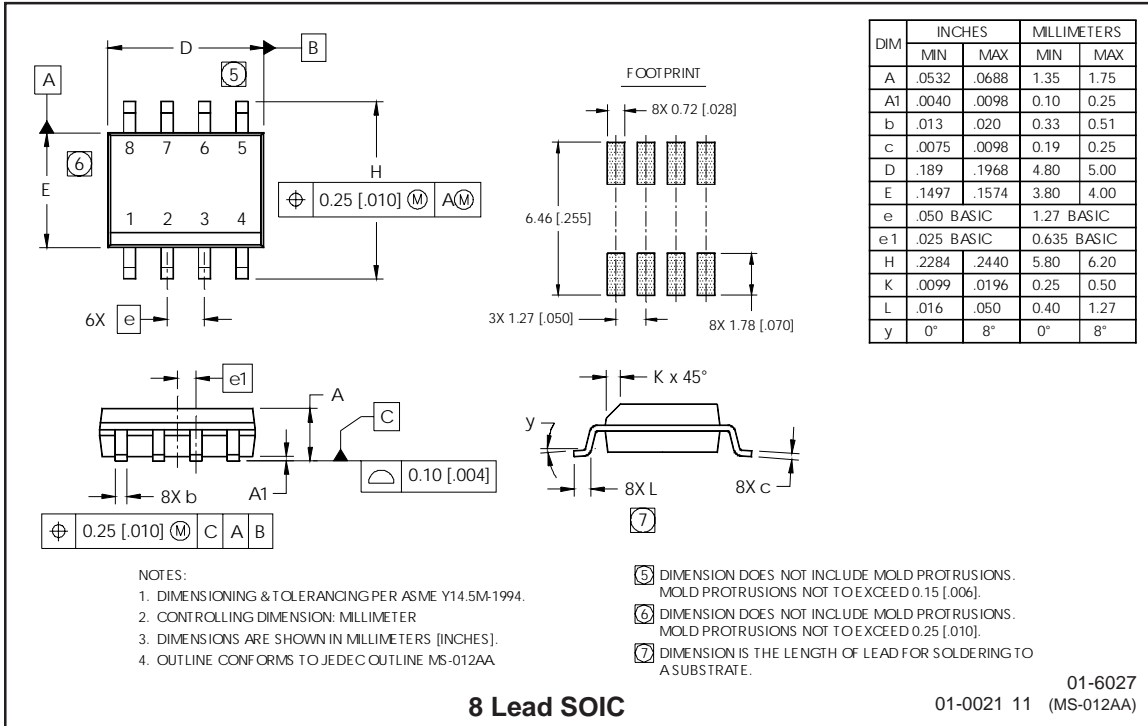 D
B
5
A
8 7 6 5
6
E
H
1 2 3 4
0.25 [.010] Ⓜ A Ⓜ
6X e
FOOTPRINT
8X 0.72 [.028]
6.46 [.255]
3X 1.27 [.050]
8X 1.78 [.070]
DIM INCHES MILLIMETERS
MIN MAX MIN MAX
A .0532 .0688 1.35 1.75
A1 .0040 .0098 0.10 0.25
b .013 .020 0.33 0.51
c .0075 .0098 0.19 0.25
D .189 .1968 4.80 5.00
E .1497 .1574 3.80 4.00
e .050 BASIC 1.27 BASIC
e1 .025 BASIC 0.635 BASIC
H .2284 .2440 5.80 6.20
K .0099 .0196 0.25 0.50
L .016 .050 0.40 1.27
y 0° 8° 0° 8°
e1
A
C
0.10 [.004]
8X b
A1
0.25 [.010] Ⓜ C A B
K x 45°
y
8X L
7
8X c
NOTES:
1. DIMENSIONING & TOLERANCING PER ASME Y14.5M-1994.
2. CONTROLLING DIMENSION: MILLIMETER
3. DIMENSIONS ARE SHOWN IN MILLIMETERS [INCHES].
4. OUTLINE CONFORMS TO JEDEC OUTLINE MS-012AA.
5 DIMENSION DOES NOT INCLUDE MOLD PROTRUSIONS.
MOLD PROTRUSIONS NOT TO EXCEED 0.15 [.006].
6 DIMENSION DOES NOT INCLUDE MOLD PROTRUSIONS.
MOLD PROTRUSIONS NOT TO EXCEED 0.25 [.010].
7 DIMENSION IS THE LENGTH OF LEAD FOR SOLDERING TO
A SUBSTRATE.
8 Lead SOIC
01-6027
01-0021 11 (MS-012AA)